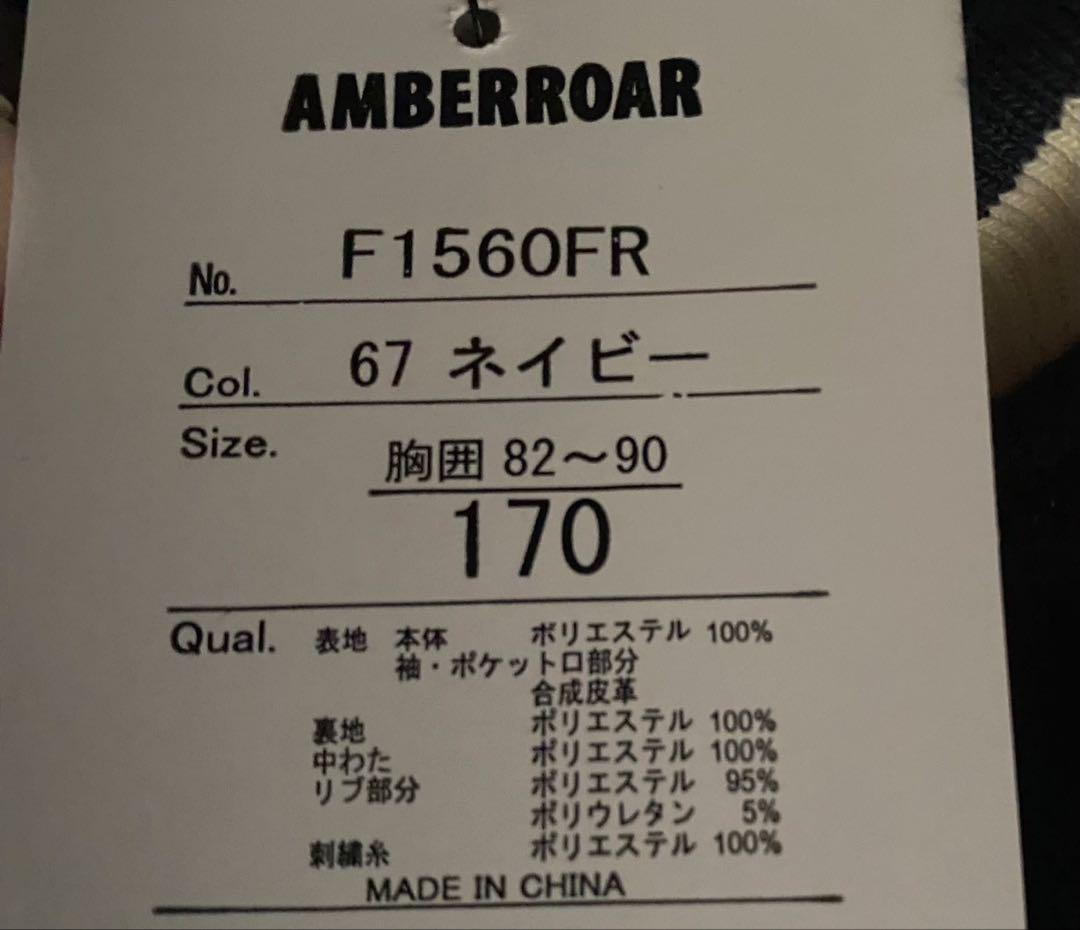 AMBERROAR
No. F1560FR
Col. 67 ネイビー
Size. 胸囲 82～90
170
Qual. 表地 本体 ポリエステル 100%
袖・ポケット口部分
合成皮革
裏地 ポリエステル 100%
中わた ポリエステル 100%
リブ部分 ポリエステル 95%
ポリウレタン 5%
刺繍糸 ポリエステル 100%
MADE IN CHINA